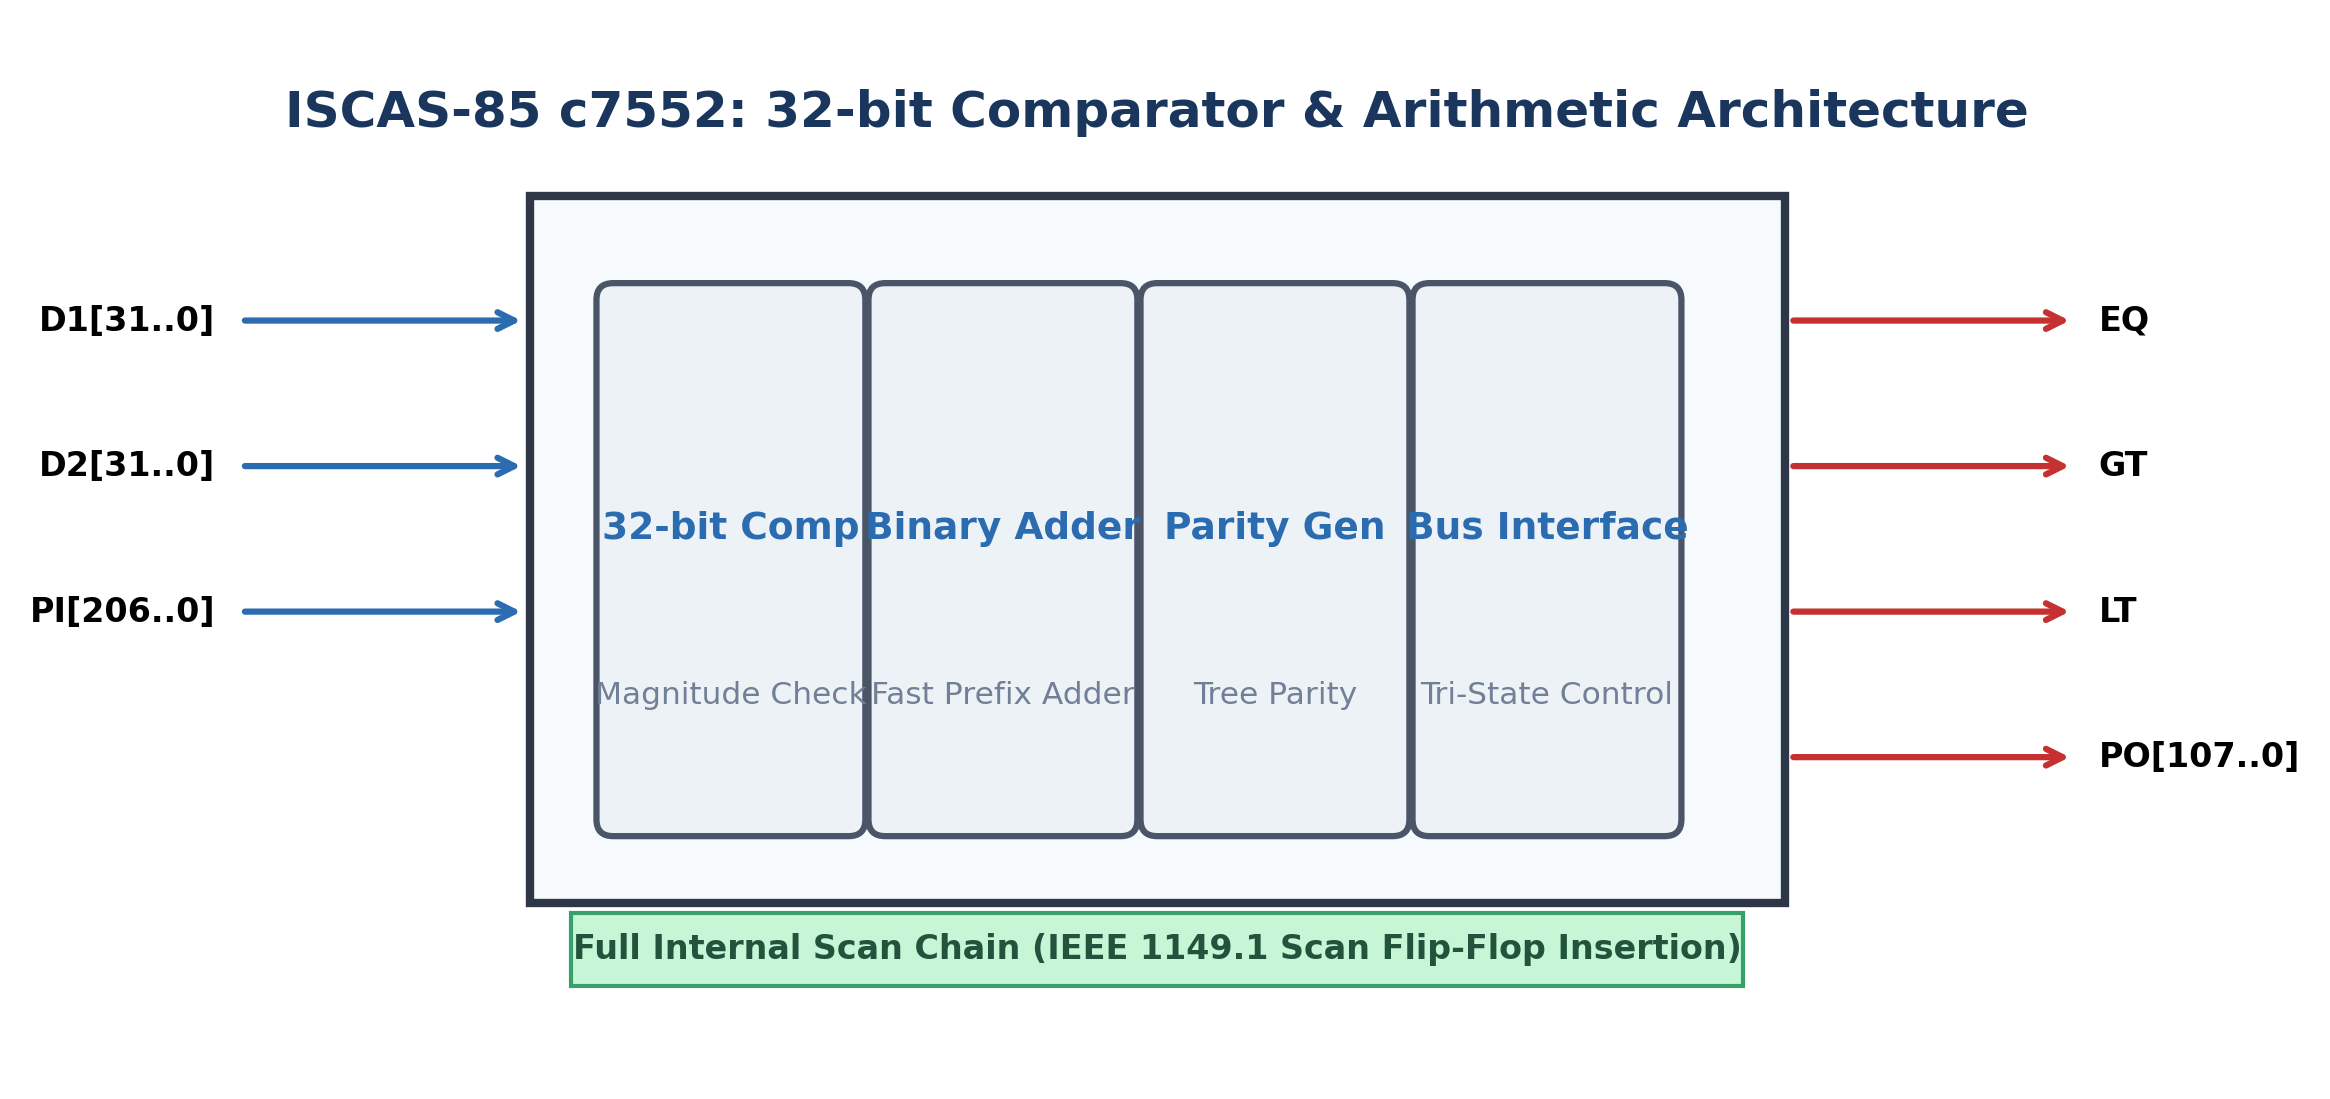 ISCAS-85 c7552: 32-bit Comparator & Arithmetic Architecture
D1[31..0]
D2[31..0]
PI[206..0]
32-bit Comp
Magnitude Check
Binary Adder
Fast Prefix Adder
Parity Gen
Tree Parity
Bus Interface
Tri-State Control
EQ
GT
LT
PO[107..0]
Full Internal Scan Chain (IEEE 1149.1 Scan Flip-Flop Insertion)